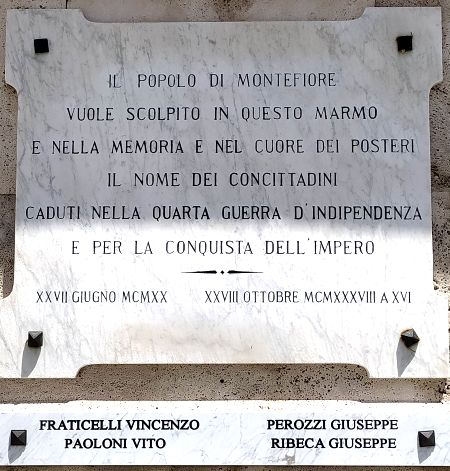 IL POPOLO DI MONTEFIORE
VUOLE SCOLPITO IN QUESTO MARMO
E NELLA MEMORIA E NEL CUORE DEI POSTERI
IL NOME DEI CONCITTADINI
CADUTI NELLA QUARTA GUERRA D'INDIPENDENZA
E PER LA CONQUISTA DELL'IMPERO
XXVII GIUGNO MCMXX XXVIII OTTOBRE MCMXXXVIII A XVI
FRATICELLI VINCENZO PEROZZI GIUSEPPE
PAOLONI VITO RIBECA GIUSEPPE